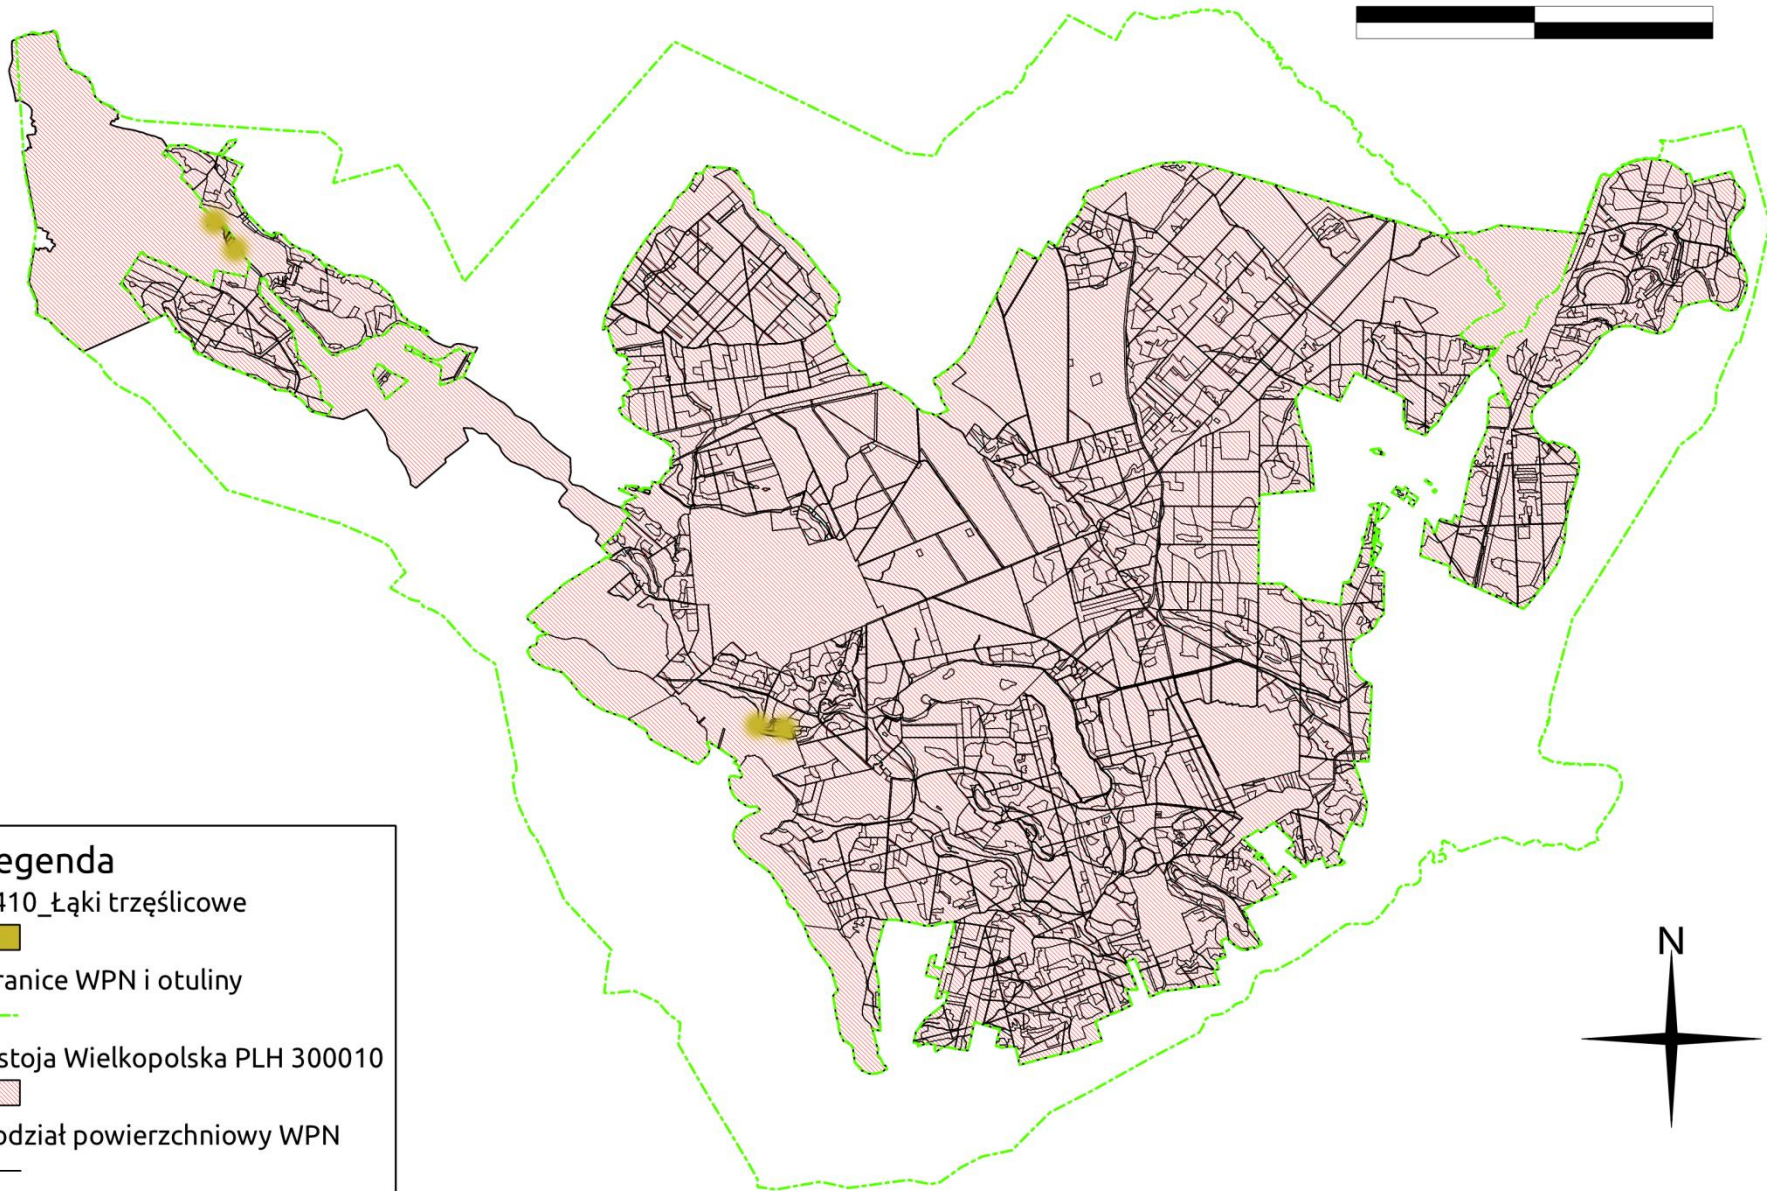 egenda
410_Łąki trzęślicowe
ranice WPN i otuliny
stoja Wielkopolska PLH 300010
odział powierzchniowy WPN
N